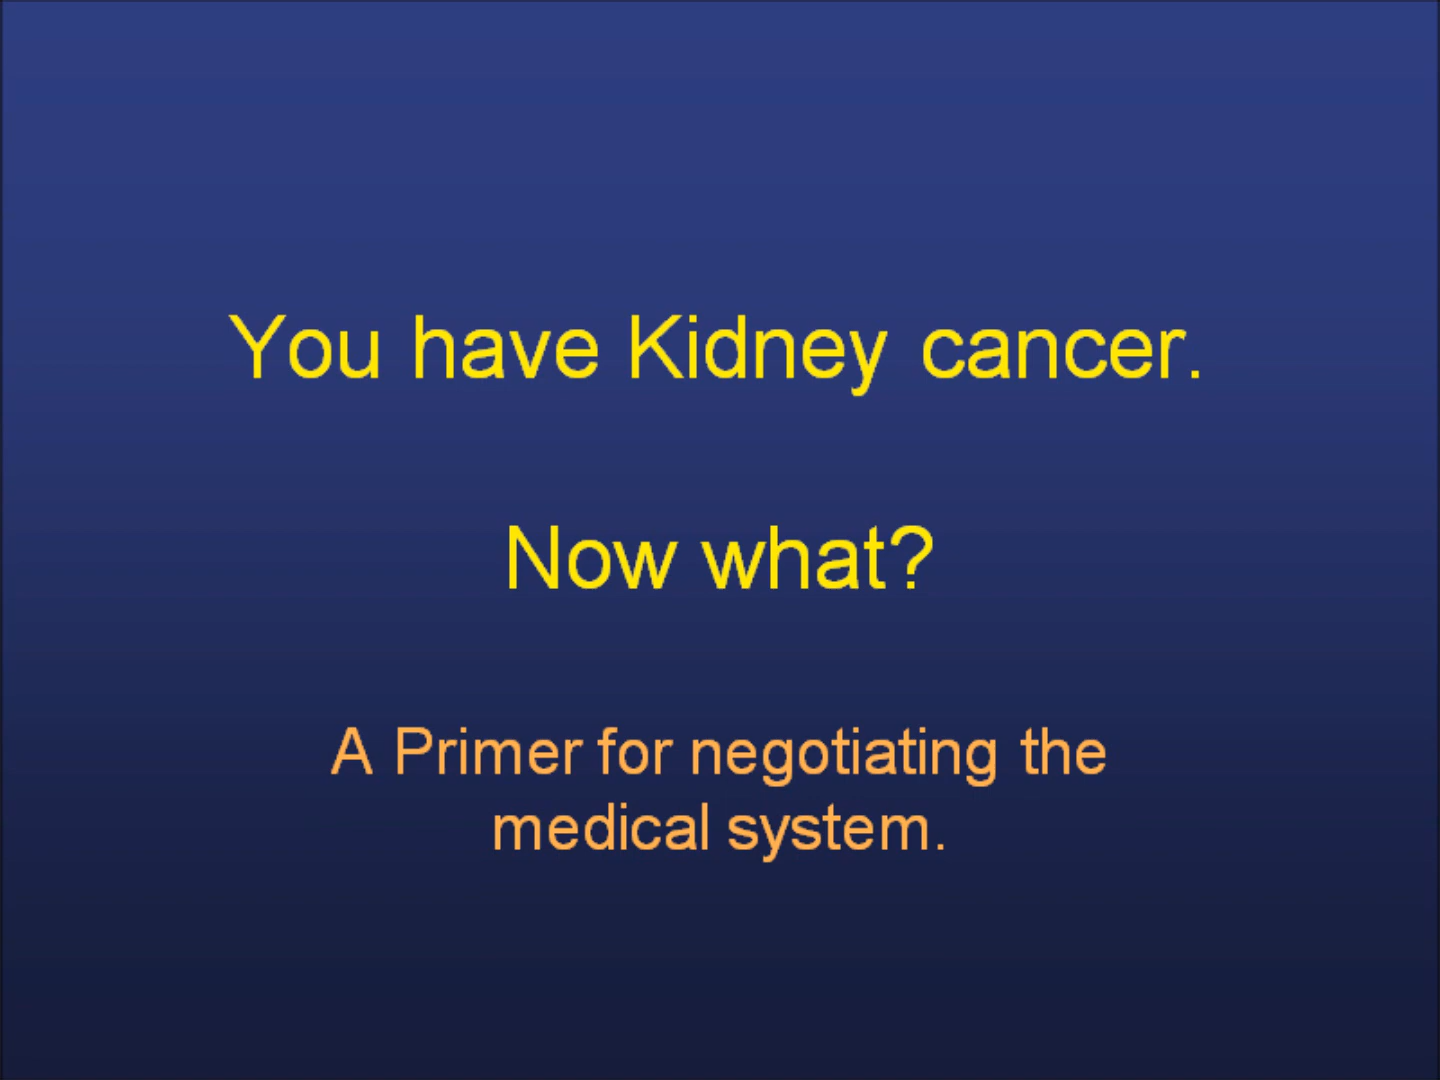 You have Kidney cancer.
Now what?
A Primer for negotiating the
medical system.